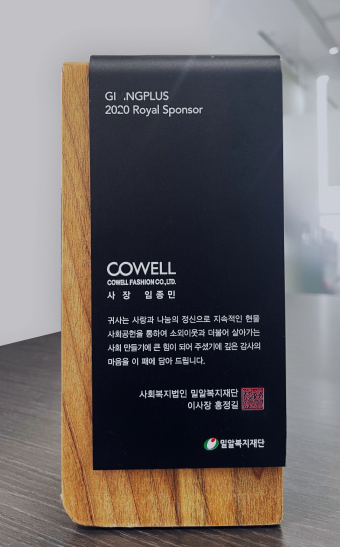 2020 Royal Sponsor
COWELL
COWELL FASHION CO.,LTD.
사 장 임 종 민
귀사는 사랑과 나눔의 정신으로 지속적인 현물
사회공헌을 통하여 소외이웃과 더불어 살아가는
사회 만들기에 큰 힘이 되어 주셨기에 깊은 감사의
마음을 이 패에 담아 드립니다.
사회복지법인 밀알복지재단
이사장 홍정길
밀알복지재단